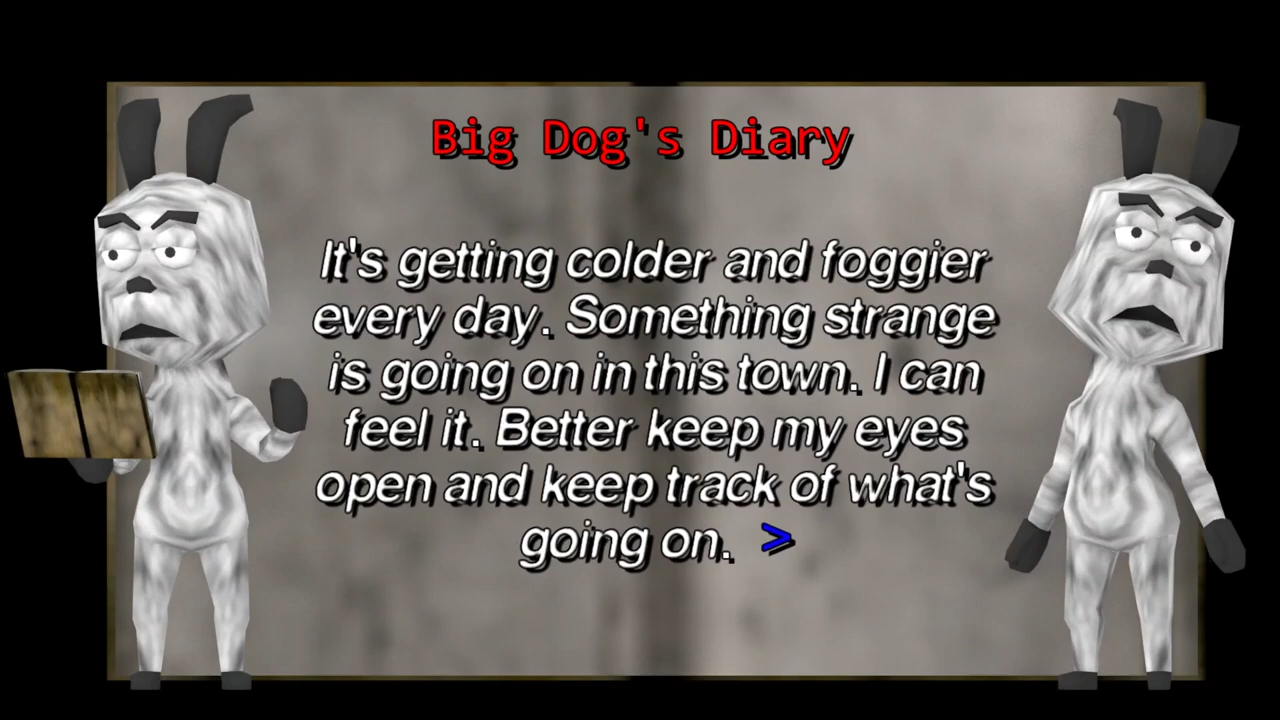 Big Dog's Diary
It's getting colder and foggier
every day. Something strange
is going on in this town. I can
feel it. Better keep my eyes
open and keep track of what's
going on. >